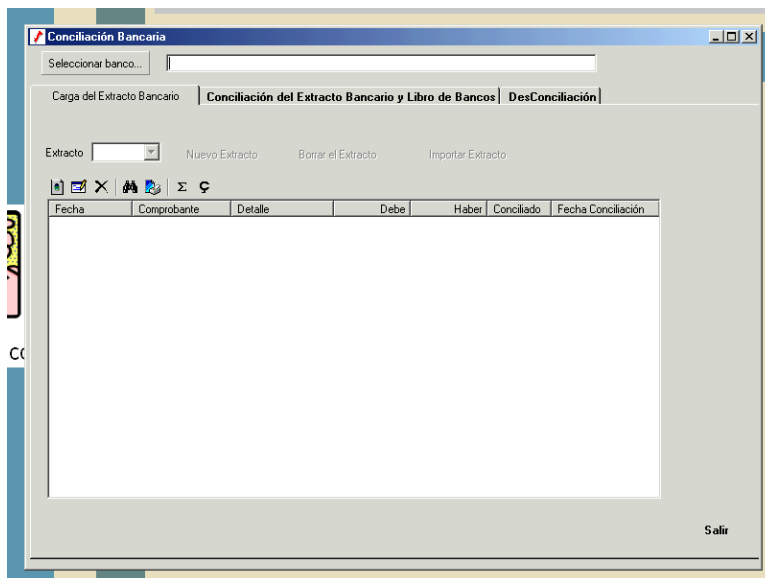 Conciliación Bancaria
Seleccionar banco...
Carga del Extracto Bancario Conciliación del Extracto Bancario y Libro de Bancos DesConciliación
Extracto Nuevo Extracto Borrar el Extracto Importar Extracto
Σ Ç
Fecha Comprobante Detalle Debe Haber Conciliado Fecha Conciliación
co
Salir